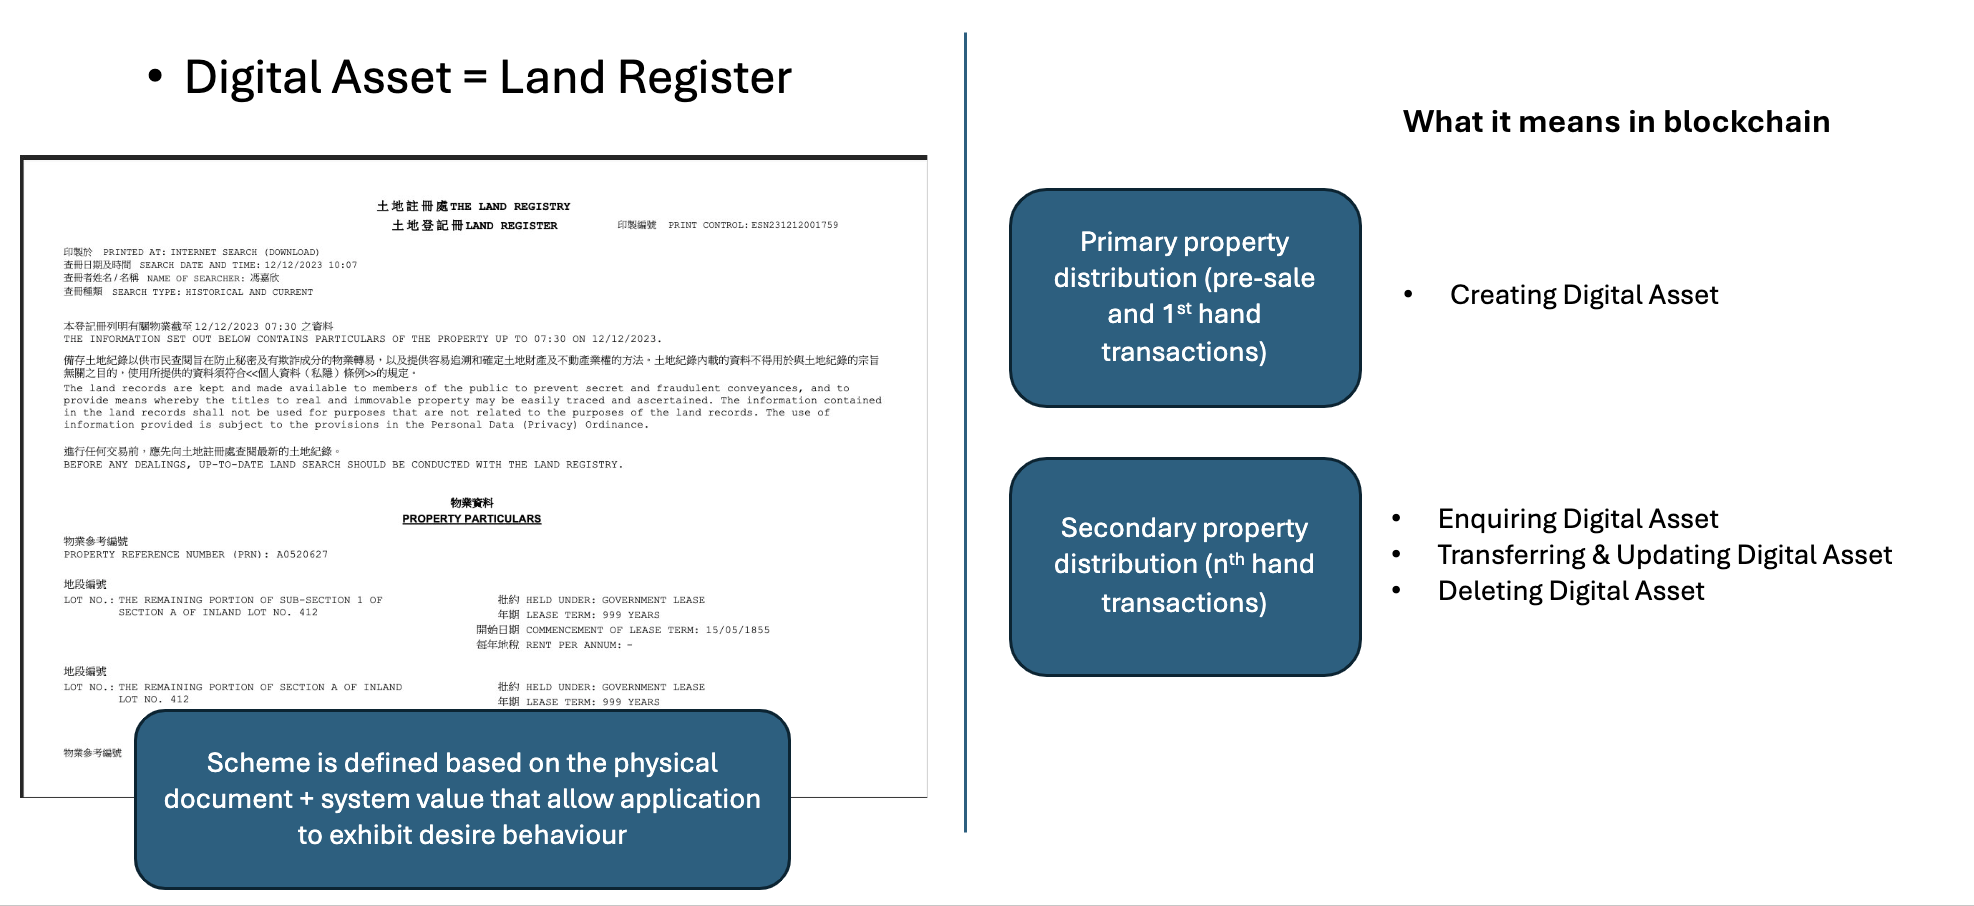 • Digital Asset = Land Register
土地註冊處THE LAND REGISTRY
土地登記冊LAND REGISTER
印製編號 PRINT CONTROL: ESN231212001759
印製於 PRINTED AT: INTERNET SEARCH (DOWNLOAD)
查冊日期及時間 SEARCH DATE AND TIME: 12/12/2023 10:07
查冊者姓名/名稱 NAME OF SEARCHER: 馮嘉欣
查冊種類 SEARCH TYPE: HISTORICAL AND CURRENT
本登記冊列明有關物業截至 12/12/2023 07:30 之資料
THE INFORMATION SET OUT BELOW CONTAINS PARTICULARS OF THE PROPERTY UP TO 07:30 ON 12/12/2023.
備存土地紀錄以供市民查閱旨在防止秘密及有欺詐成分的物業轉易，以及提供容易追溯和確定土地財產及不動產業權的方法。土地紀錄內載的資料不得用於與土地紀錄的宗旨
無關之目的，使用所提供的資料須符合<<個人資料（私隱）條例>>的規定。
The land records are kept and made available to members of the public to prevent secret and fraudulent conveyances, and to
provide means whereby the titles to real and immovable property may be easily traced and ascertained. The information contained
in the land records shall not be used for purposes that are not related to the purposes of the land records. The use of
information provided is subject to the provisions in the Personal Data (Privacy) Ordinance.
進行任何交易前，應先向土地註冊處查閱最新的土地紀錄。
BEFORE ANY DEALINGS, UP-TO-DATE LAND SEARCH SHOULD BE CONDUCTED WITH THE LAND REGISTRY.
物業資料
PROPERTY PARTICULARS
物業參考編號
PROPERTY REFERENCE NUMBER (PRN): A0520627
地段編號
LOT NO.: THE REMAINING PORTION OF SUB-SECTION 1 OF
SECTION A OF INLAND LOT NO. 412
批約 HELD UNDER: GOVERNMENT LEASE
年期 LEASE TERM: 999 YEARS
開始日期 COMMENCEMENT OF LEASE TERM: 15/05/1855
每年地稅 RENT PER ANNUM: -
地段編號
LOT NO.: THE REMAINING PORTION OF SECTION A OF INLAND
LOT NO. 412
批約 HELD UNDER: GOVERNMENT LEASE
年期 LEASE TERM: 999 YEARS
物業參考編號
Scheme is defined based on the physical
document + system value that allow application
to exhibit desire behaviour
What it means in blockchain
Primary property
distribution (pre-sale
and 1st hand
transactions)
• Creating Digital Asset
Secondary property
distribution (nth hand
transactions)
• Enquiring Digital Asset
• Transferring & Updating Digital Asset
• Deleting Digital Asset